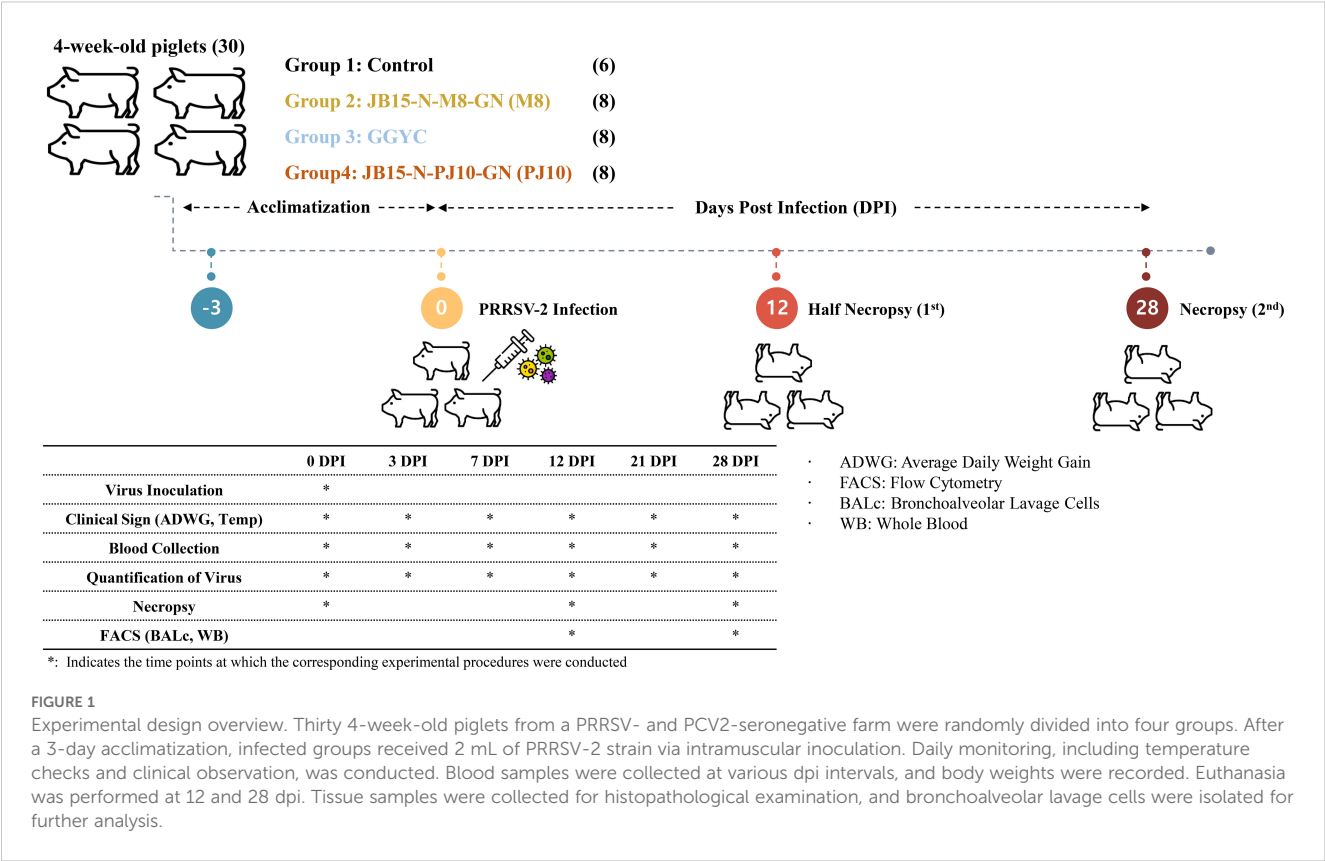 4-week-old piglets (30)
Group 1: Control (6)
Group 2: JB15-N-M8-GN (M8) (8)
Group 3: GGYC (8)
Group4: JB15-N-PJ10-GN (PJ10) (8)
Acclimatization Days Post Infection (DPI)
-3 0 PRRSV-2 Infection 12 Half Necropsy (1st) 28 Necropsy (2nd)
0 DPI 3 DPI 7 DPI 12 DPI 21 DPI 28 DPI
Virus Inoculation *
Clinical Sign (ADWG, Temp) * * * * * *
Blood Collection * * * * * *
Quantification of Virus * * * * * *
Necropsy * * *
FACS (BALc, WB) * *
*: Indicates the time points at which the corresponding experimental procedures were conducted
· ADWG: Average Daily Weight Gain
· FACS: Flow Cytometry
· BALc: Bronchoalveolar Lavage Cells
· WB: Whole Blood
FIGURE 1
Experimental design overview. Thirty 4-week-old piglets from a PRRSV- and PCV2-seronegative farm were randomly divided into four groups. After
a 3-day acclimatization, infected groups received 2 mL of PRRSV-2 strain via intramuscular inoculation. Daily monitoring, including temperature
checks and clinical observation, was conducted. Blood samples were collected at various dpi intervals, and body weights were recorded. Euthanasia
was performed at 12 and 28 dpi. Tissue samples were collected for histopathological examination, and bronchoalveolar lavage cells were isolated for
further analysis.